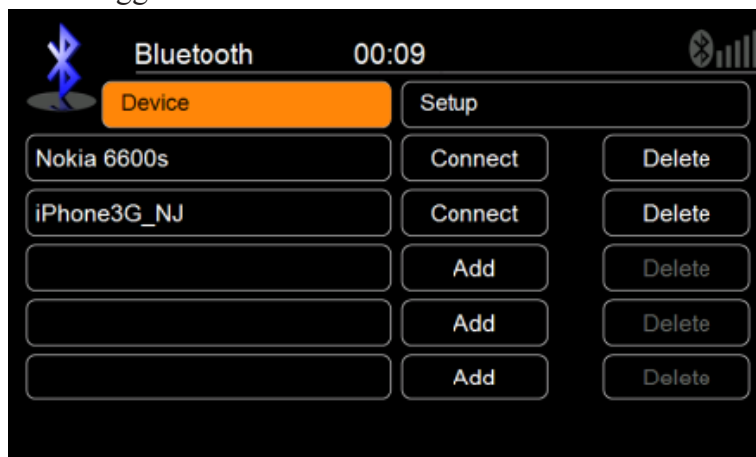 Bluetooth 00:09
Device Setup
Nokia 6600s Connect Delete
iPhone3G_NJ Connect Delete
Add Delete
Add Delete
Add Delete